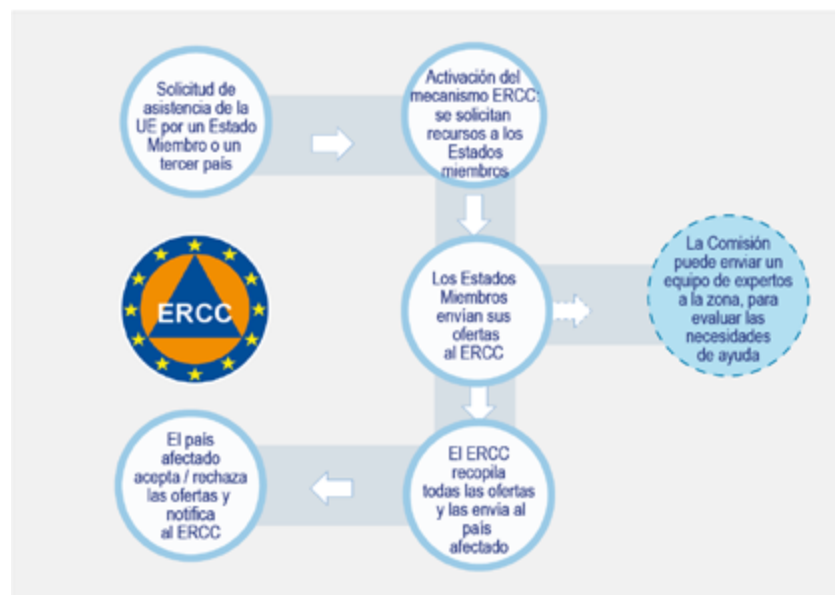 Solicitud de
asistencia de la
UE por un Estado
Miembro o un
tercer país
Activación del
mecanismo ERCC:
se solicitan
recursos a los
Estados
miembros
Los Estados
Miembros
envían sus
ofertas
al ERCC
La Comisión
puede enviar un
equipo de expertos
a la zona, para
evaluar las
necesidades
de ayuda
ERCC
El ERCC
recopila
todas las ofertas
y las envia al
país
afectado
El país
afectado
acepta / rechaza
las ofertas y
notifica
al ERCC